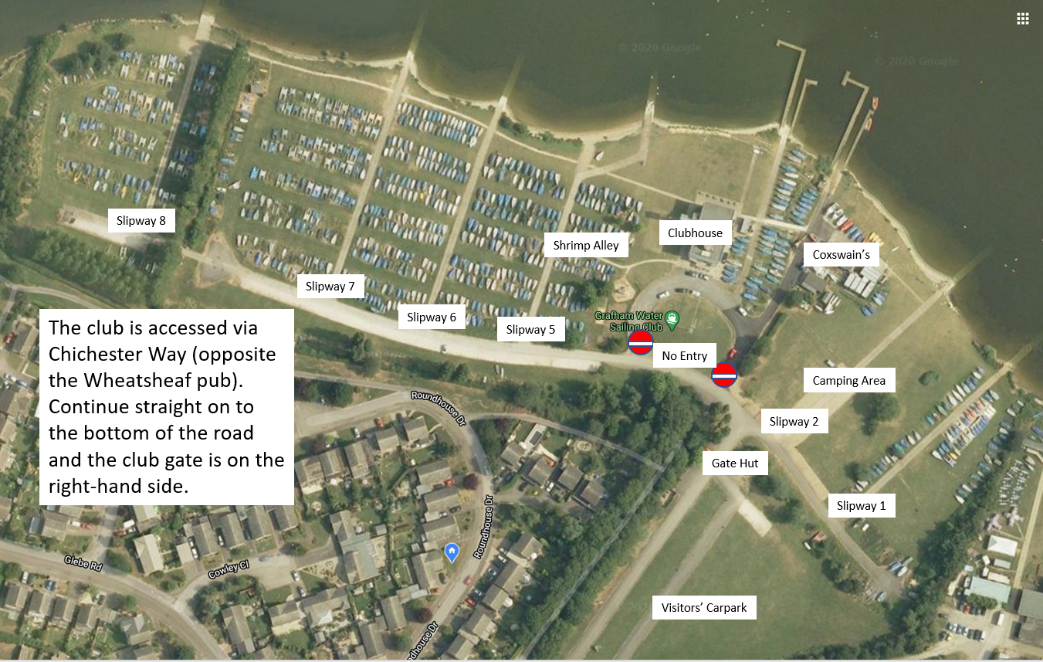 © 2020 Google
© 2020 Google
Slipway 8
Clubhouse
Shrimp Alley
Coxswain's
Slipway 7
Slipway 6
Slipway 5
Grafham Water
Sailing Club
No Entry
The club is accessed via
Chichester Way (opposite
the Wheatsheaf pub).
Continue straight on to
the bottom of the road
and the club gate is on the
right-hand side.
Camping Area
Roundhouse Dr
Slipway 2
Gate Hut
Slipway 1
Roundhouse Dr
Glebe Rd
Cowley Cl
Visitors' Carpark
ndhouse Dr